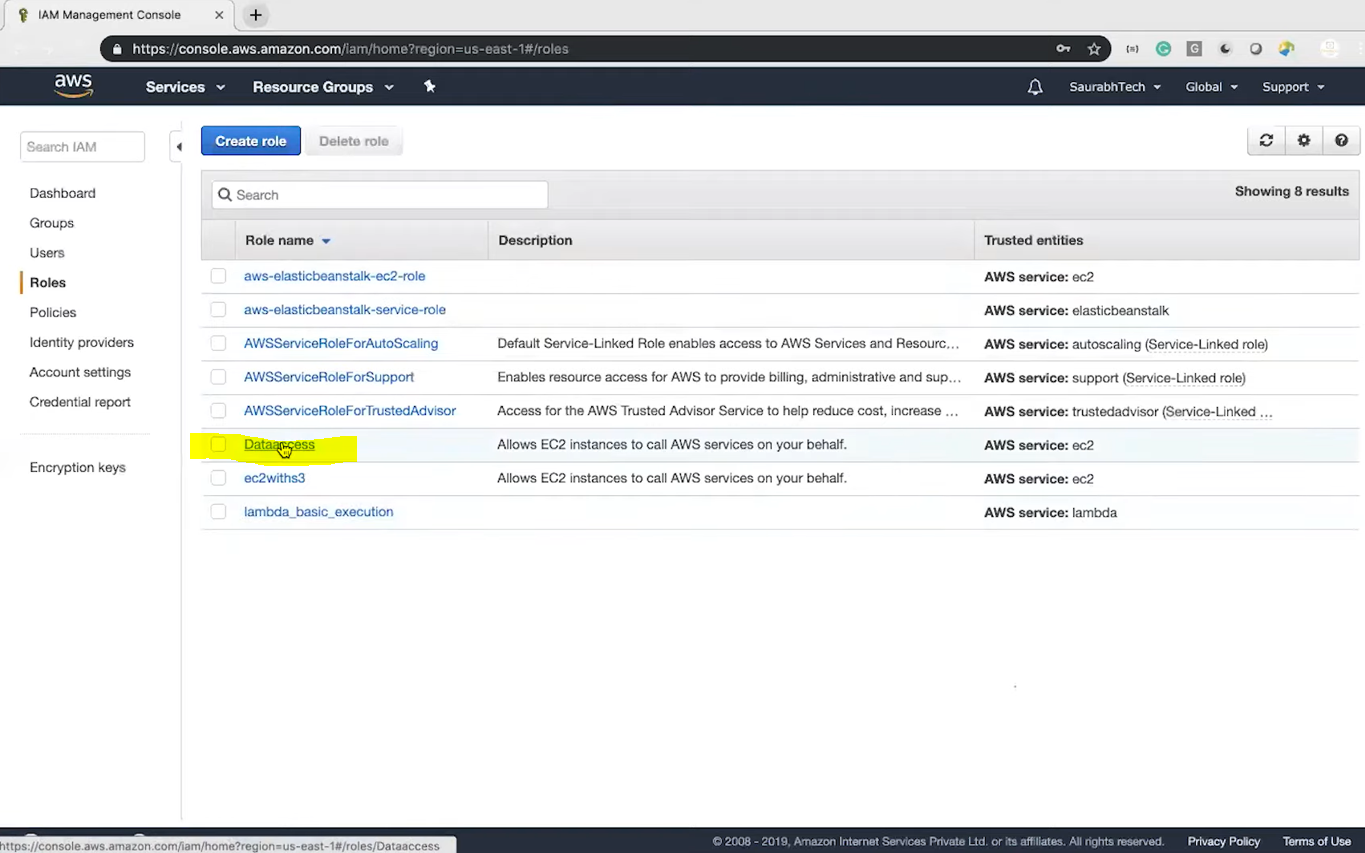 IAM Management Console
https://console.aws.amazon.com/iam/home?region=us-east-1#/roles
aws Services Resource Groups SaurabhTech Global Support
Search IAM
Dashboard
Groups
Users
Roles
Policies
Identity providers
Account settings
Credential report
Encryption keys
Create role Delete role
Search Showing 8 results
Role name Description Trusted entities
aws-elasticbeanstalk-ec2-role AWS service: ec2
aws-elasticbeanstalk-service-role AWS service: elasticbeanstalk
AWSServiceRoleForAutoScaling Default Service-Linked Role enables access to AWS Services and Resourc... AWS service: autoscaling (Service-Linked role)
AWSServiceRoleForSupport Enables resource access for AWS to provide billing, administrative and sup... AWS service: support (Service-Linked role)
AWSServiceRoleForTrustedAdvisor Access for the AWS Trusted Advisor Service to help reduce cost, increase ... AWS service: trustedadvisor (Service-Linked ...
Dataaccess Allows EC2 instances to call AWS services on your behalf. AWS service: ec2
ec2withs3 Allows EC2 instances to call AWS services on your behalf. AWS service: ec2
lambda_basic_execution AWS service: lambda
© 2008 - 2019, Amazon Internet Services Private Ltd. or its affiliates. All rights reserved. Privacy Policy Terms of Use
https://console.aws.amazon.com/iam/home?region=us-east-1#/roles/Dataaccess